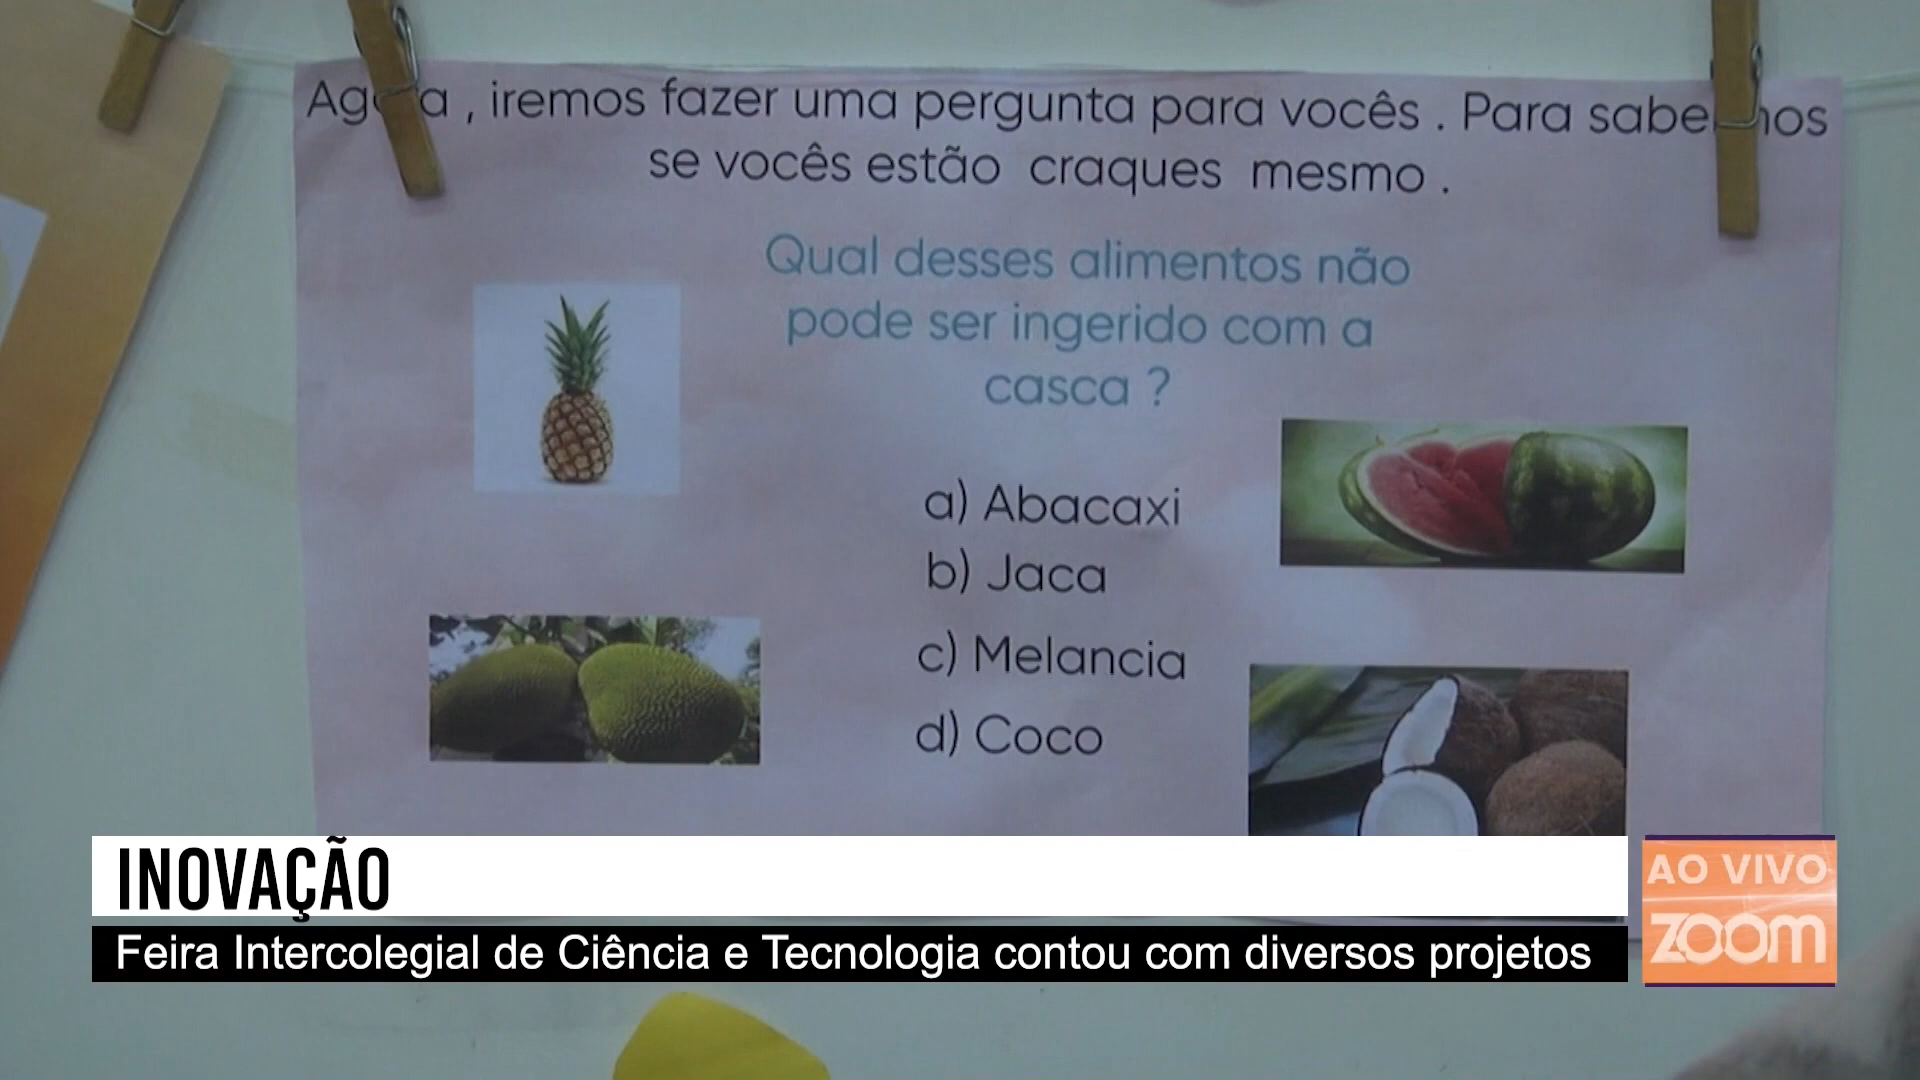 Agora , iremos fazer uma pergunta para vocês . Para sabermos
se vocês estão craques mesmo .
Qual desses alimentos não
pode ser ingerido com a
casca ?
a) Abacaxi
b) Jaca
c) Melancia
d) Coco
INOVAÇÃO
Feira Intercolegial de Ciência e Tecnologia contou com diversos projetos
AO VIVO
ZOOM